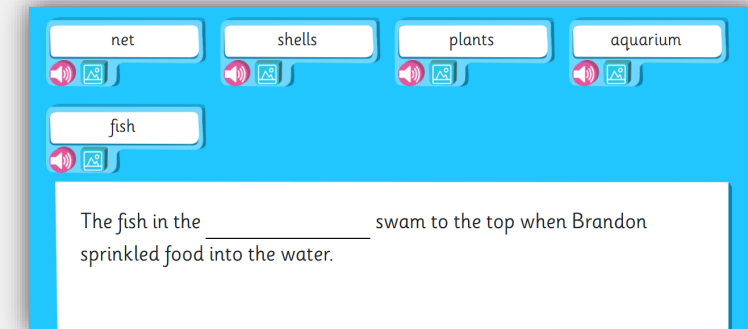 net shells plants aquarium
fish
The fish in the ______________ swam to the top when Brandon
sprinkled food into the water.